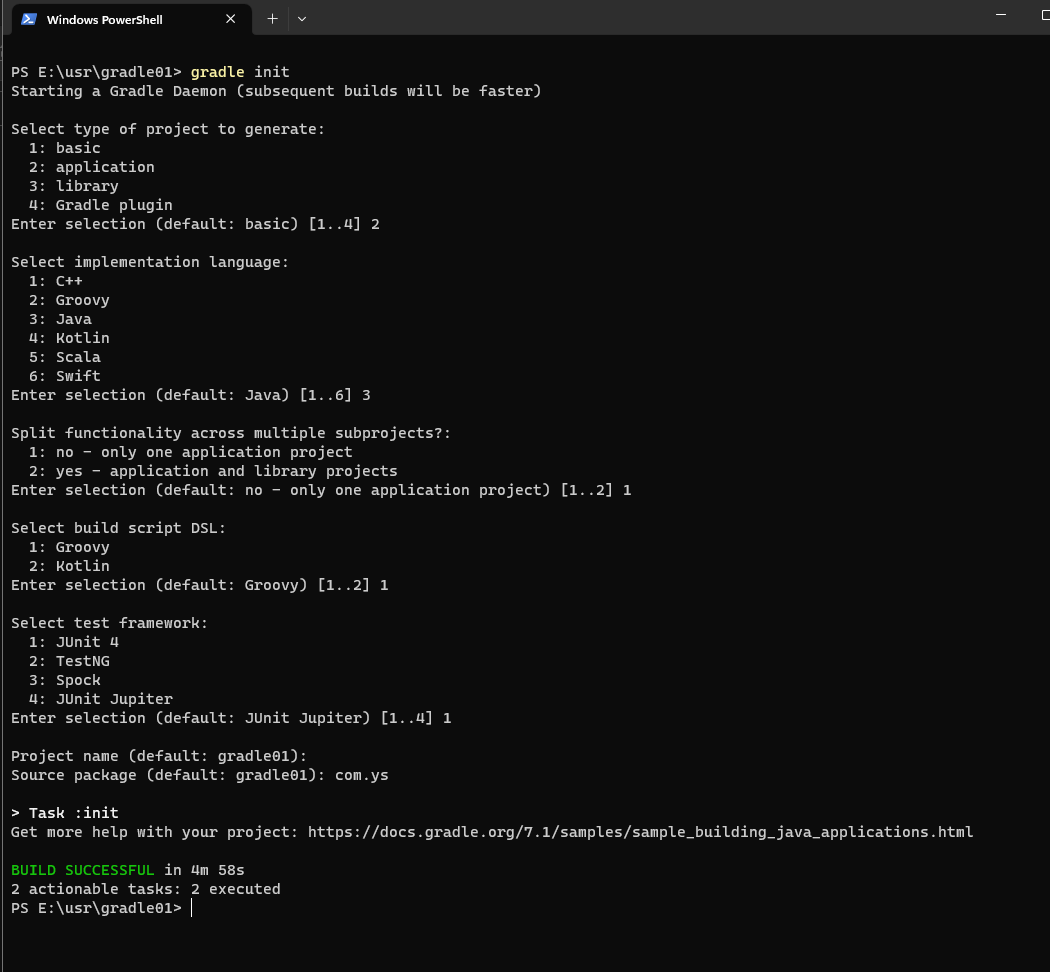 Windows PowerShell
PS E:\usr\gradle01> gradle init
Starting a Gradle Daemon (subsequent builds will be faster)
Select type of project to generate:
1: basic
2: application
3: library
4: Gradle plugin
Enter selection (default: basic) [1..4] 2
Select implementation language:
1: C++
2: Groovy
3: Java
4: Kotlin
5: Scala
6: Swift
Enter selection (default: Java) [1..6] 3
Split functionality across multiple subprojects?:
1: no - only one application project
2: yes - application and library projects
Enter selection (default: no - only one application project) [1..2] 1
Select build script DSL:
1: Groovy
2: Kotlin
Enter selection (default: Groovy) [1..2] 1
Select test framework:
1: JUnit 4
2: TestNG
3: Spock
4: JUnit Jupiter
Enter selection (default: JUnit Jupiter) [1..4] 1
Project name (default: gradle01):
Source package (default: gradle01): com.ys
> Task :init
Get more help with your project: https://docs.gradle.org/7.1/samples/sample_building_java_applications.html
BUILD SUCCESSFUL in 4m 58s
2 actionable tasks: 2 executed
PS E:\usr\gradle01>